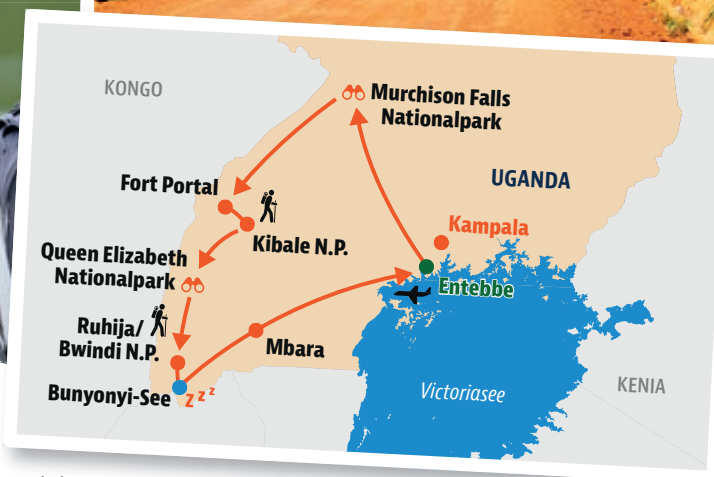 KONGO
Murchison Falls
Nationalpark
UGANDA
Fort Portal
Kampala
Kibale N.P.
Queen Elizabeth
Nationalpark
Entebbe
Ruhija/
Bwindi N.P.
Mbara
Bunyonyi-See
z z z
Victoriasee
KENIA